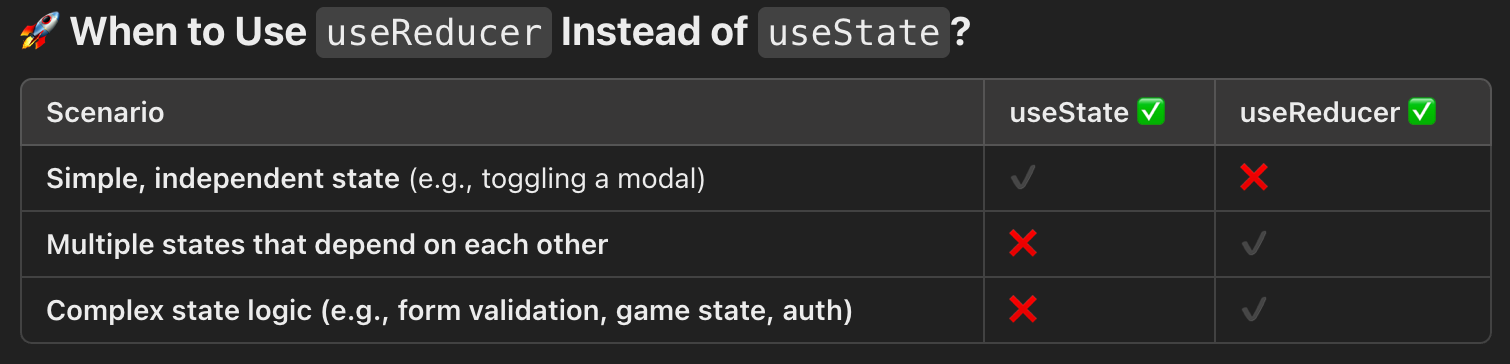 🚀 When to Use useReducer Instead of useState?
Scenario useState ✅ useReducer ✅
Simple, independent state (e.g., toggling a modal) ✔ ❌
Multiple states that depend on each other ❌ ✔
Complex state logic (e.g., form validation, game state, auth) ❌ ✔